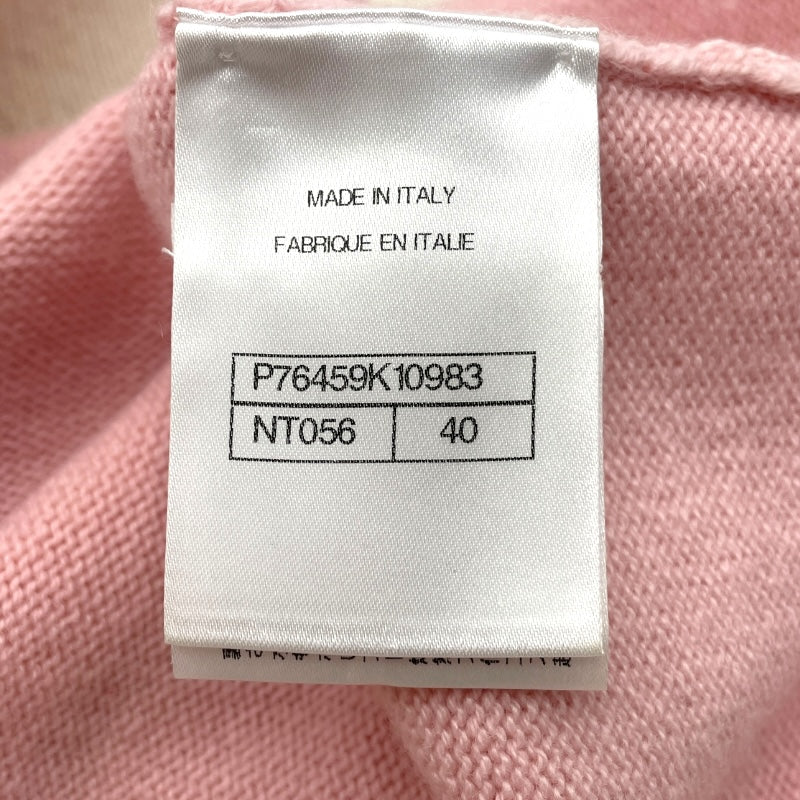 MADE IN ITALY
FABRIQUE EN ITALIE
P76459K10983
NT056 40